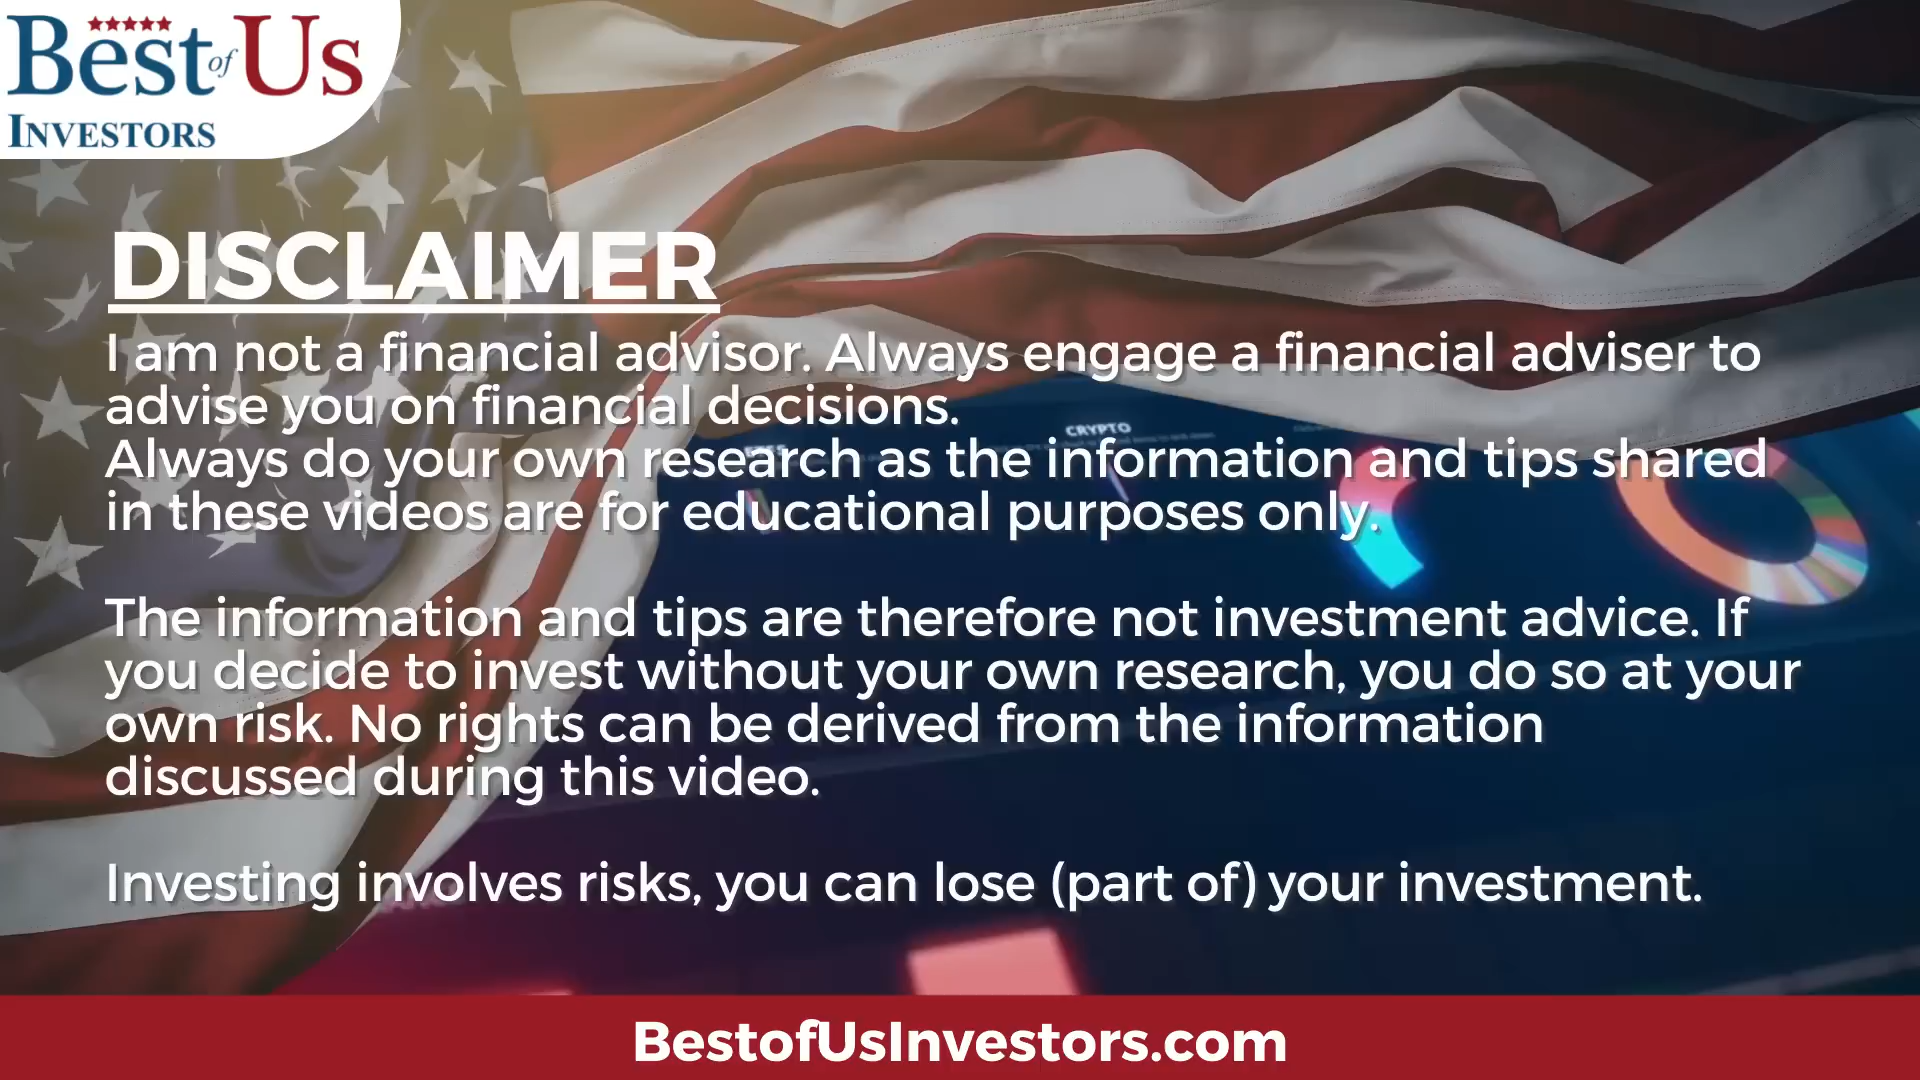 Best of Us
INVESTORS
DISCLAIMER
I am not a financial advisor. Always engage a financial adviser to
advise you on financial decisions.
CRYPTO
Always do your own research as the information and tips shared
in these videos are for educational purposes only.
The information and tips are therefore not investment advice. If
you decide to invest without your own research, you do so at your
own risk. No rights can be derived from the information
discussed during this video.
Investing involves risks, you can lose (part of) your investment.
BestofUsInvestors.com